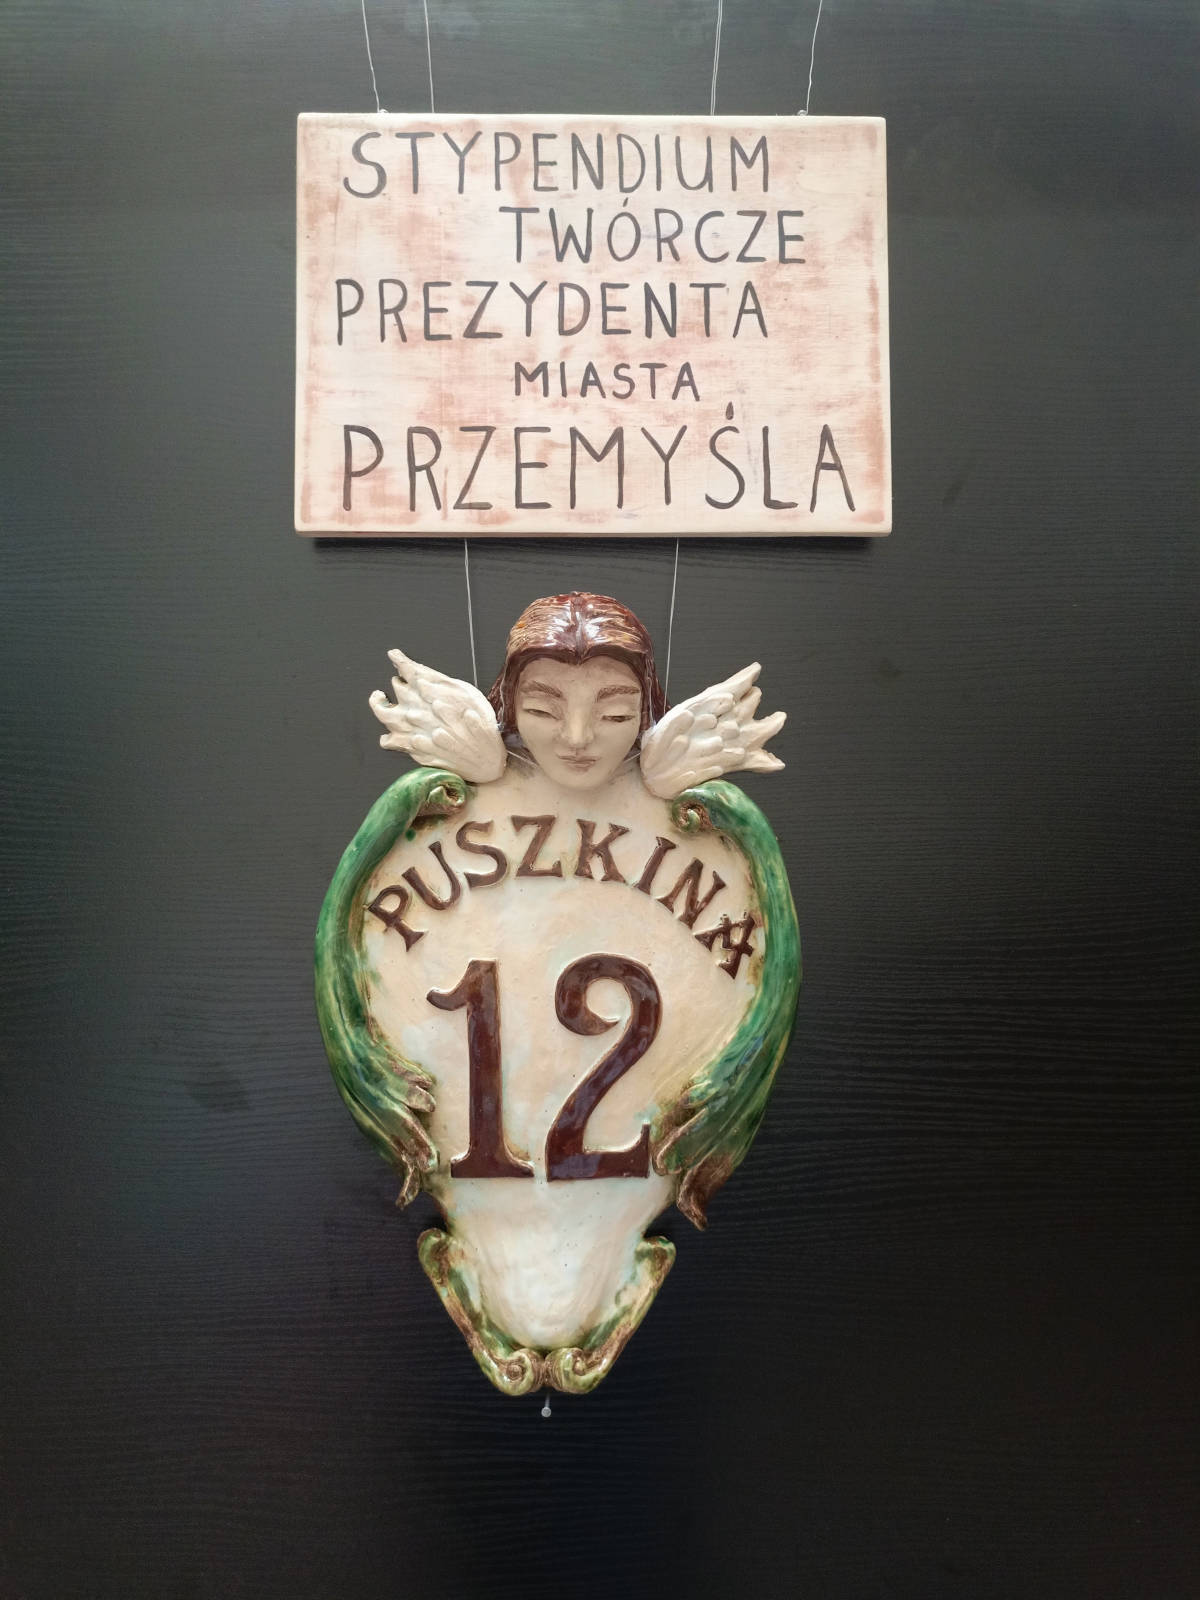 STYPENDIUM
TWÓRCZE
PREZYDENTA
MIASTA
PRZEMYŚLA
PUSZKINA
12